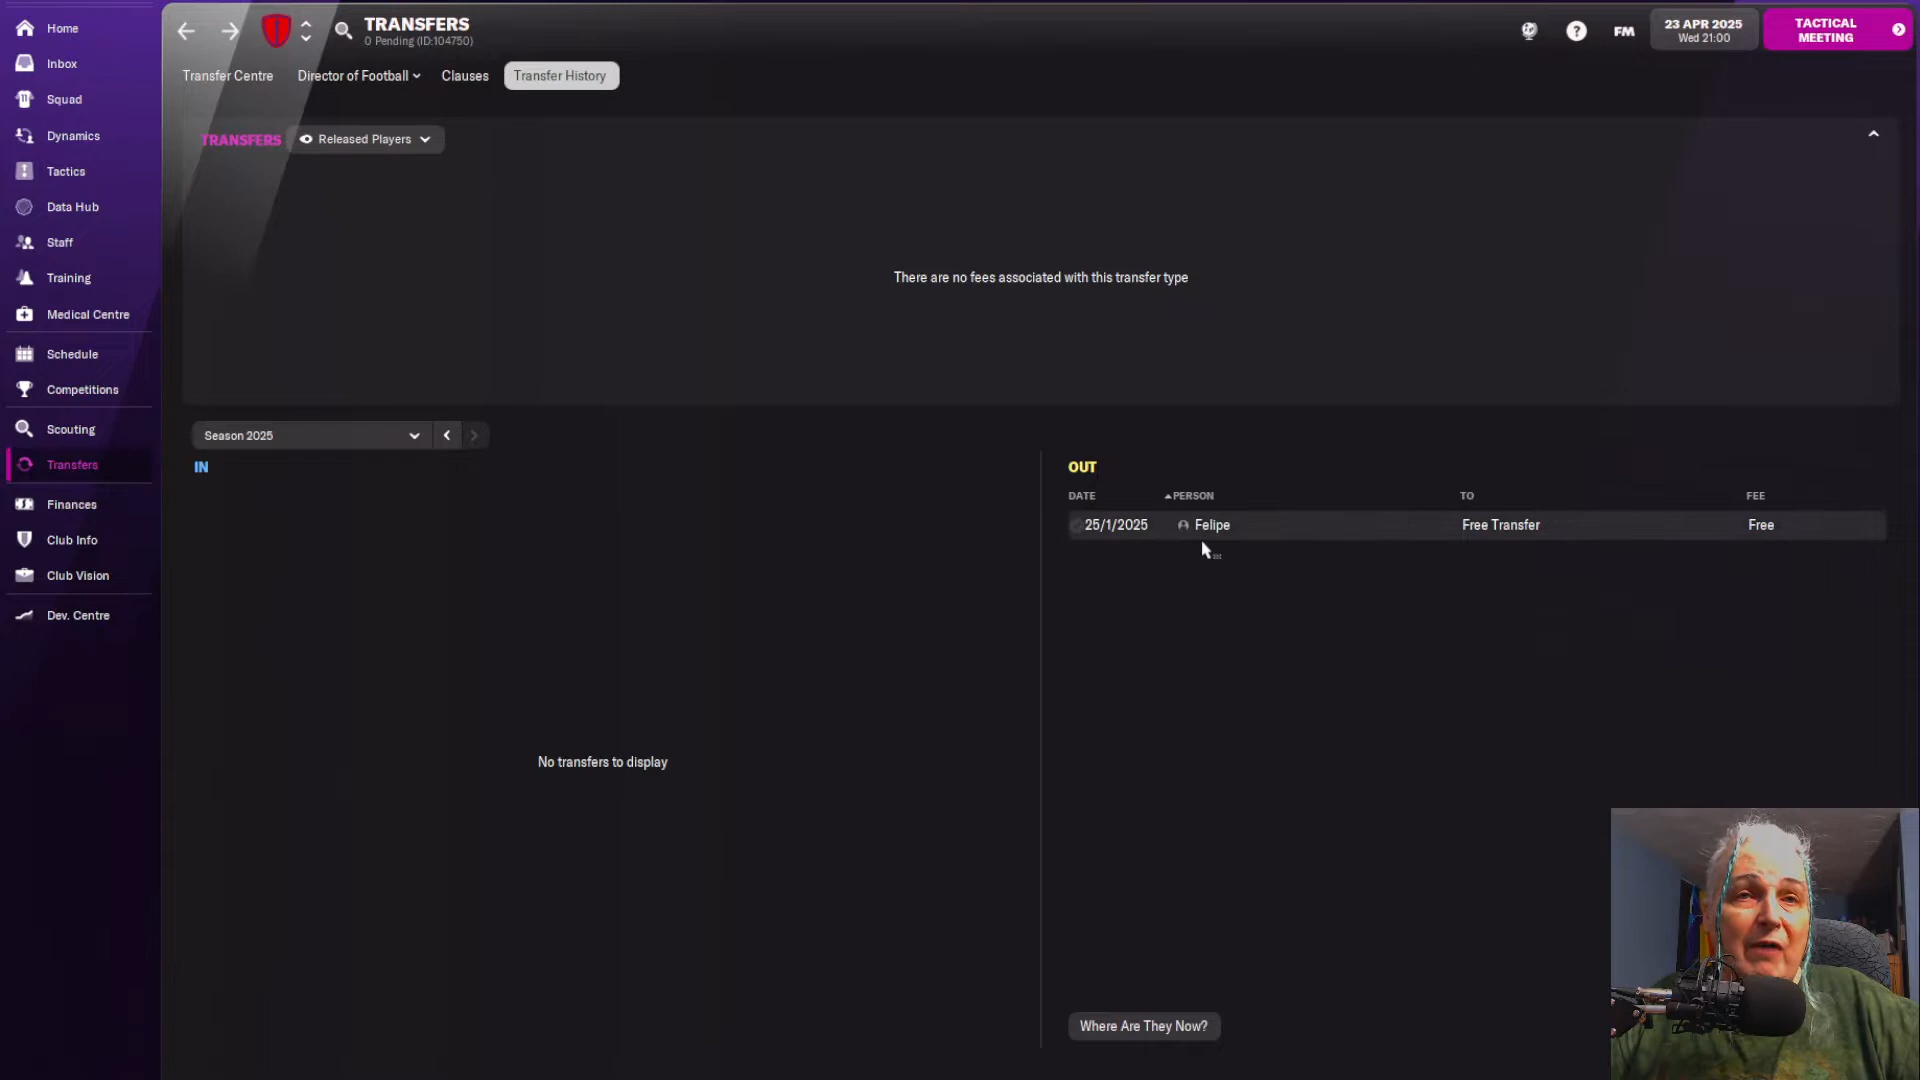 Home
Inbox
Squad
Dynamics
Tactics
Data Hub
Staff
Training
Medical Centre
Schedule
Competitions
Scouting
Transfers
Finances
Club Info
Club Vision
Dev. Centre
TRANSFERS
0 Pending (ID:104750)
FM
23 APR 2025
Wed 21:00
TACTICAL
MEETING
Transfer Centre
Director of Football
Clauses
Transfer History
TRANSFERS
Released Players
There are no fees associated with this transfer type
Season 2025
IN
No transfers to display
OUT
DATE PERSON TO FEE
25/1/2025 Felipe Free Transfer Free
Where Are They Now?